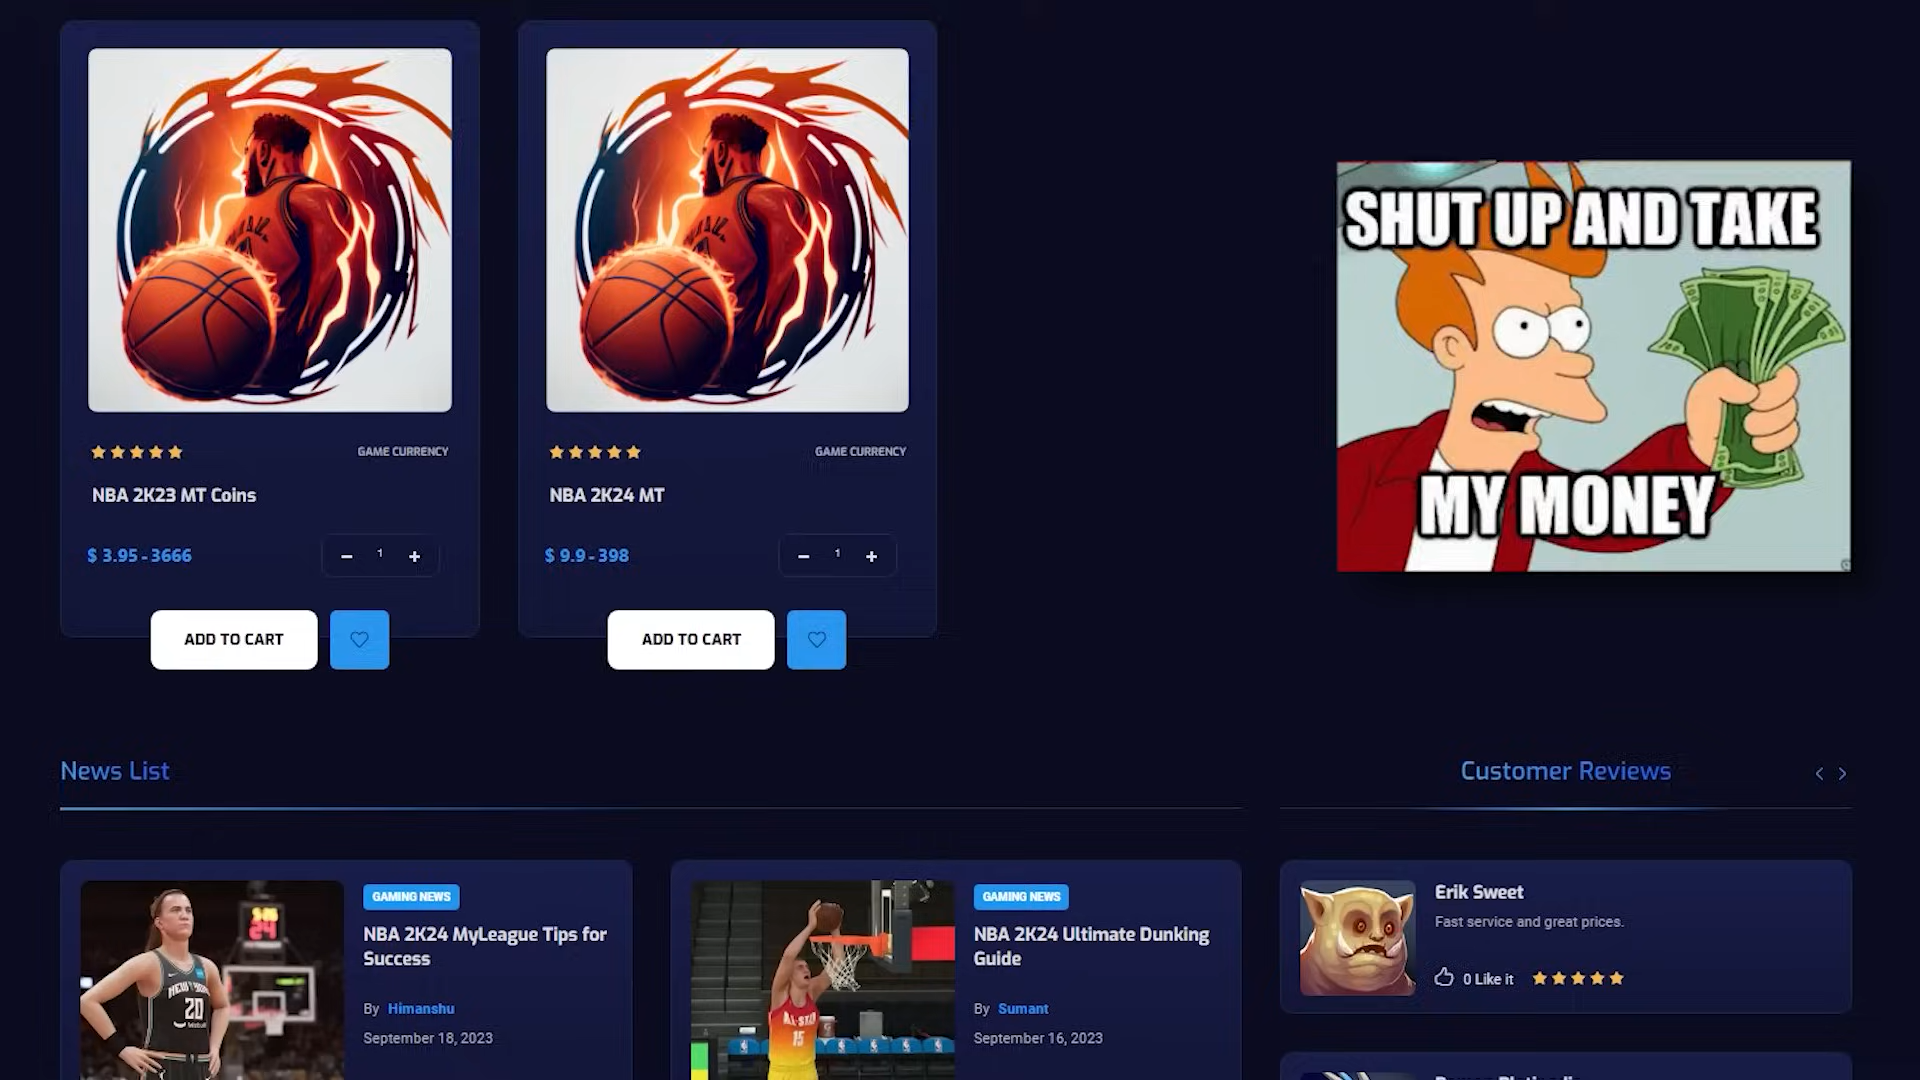 SHUT UP AND TAKE
MY MONEY
GAME CURRENCY
NBA 2K23 MT Coins
$ 3.95 - 3666
1
ADD TO CART
GAME CURRENCY
NBA 2K24 MT
$ 9.9 - 398
1
ADD TO CART
News List
GAMING NEWS
NBA 2K24 MyLeague Tips for
Success
By Himanshu
September 18, 2023
20
GAMING NEWS
NBA 2K24 Ultimate Dunking
Guide
By Sumant
September 16, 2023
15
Customer Reviews
Erik Sweet
Fast service and great prices.
0 Like it